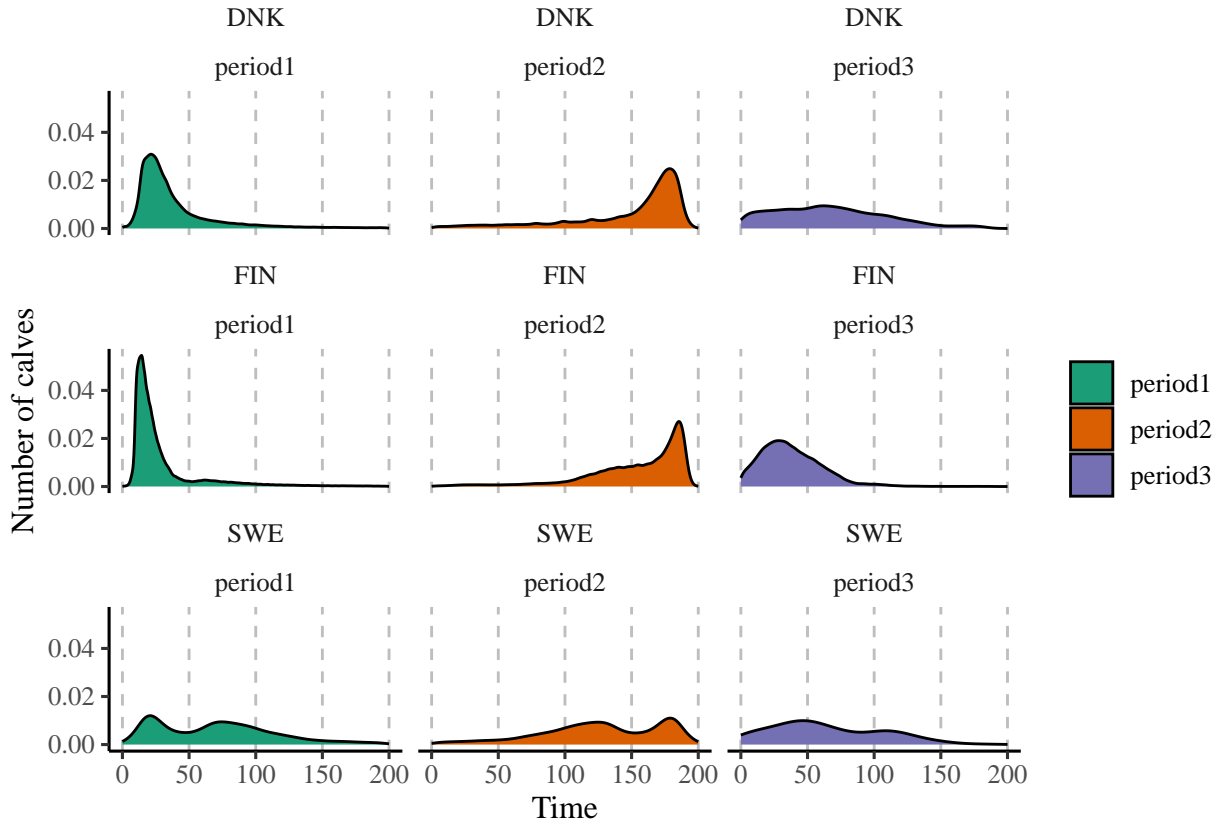 DNK DNK DNK
period1 period2 period3
0.04
0.02
0.00
FIN FIN FIN
period1 period2 period3
0.04
0.02
0.00
SWE SWE SWE
period1 period2 period3
0.04
0.02
0.00
0 50 100 150 200 0 50 100 150 200 0 50 100 150 200
Time
Number of calves
period1
period2
period3